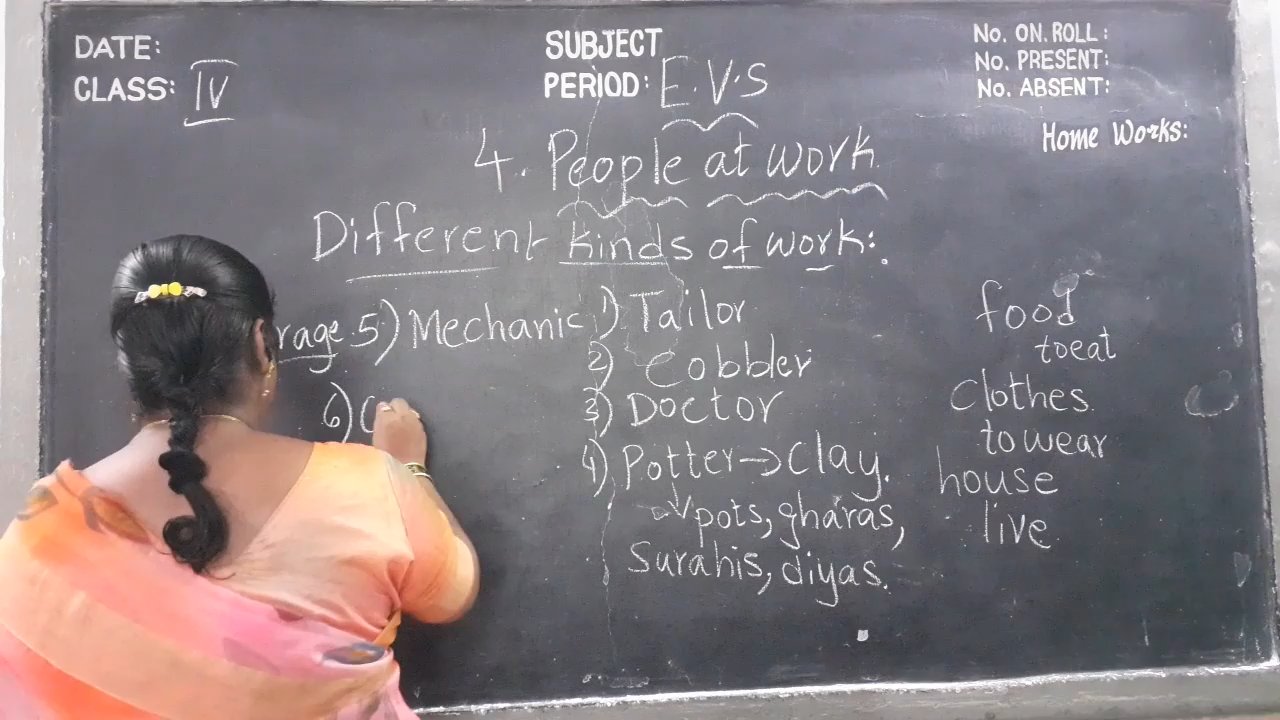 DATE:
CLASS: IV
SUBJECT
PERIOD: E.V.S
No. ON. ROLL:
No. PRESENT:
No. ABSENT:
Home Works:
4. People at work
Different kinds of work:
5) Mechanic
6)
1) Tailor
2) Cobbler
3) Doctor
4) Potter → Clay.
pots, gharas,
Surahis, diyas.
food
to eat
Clothes
to wear
house
live